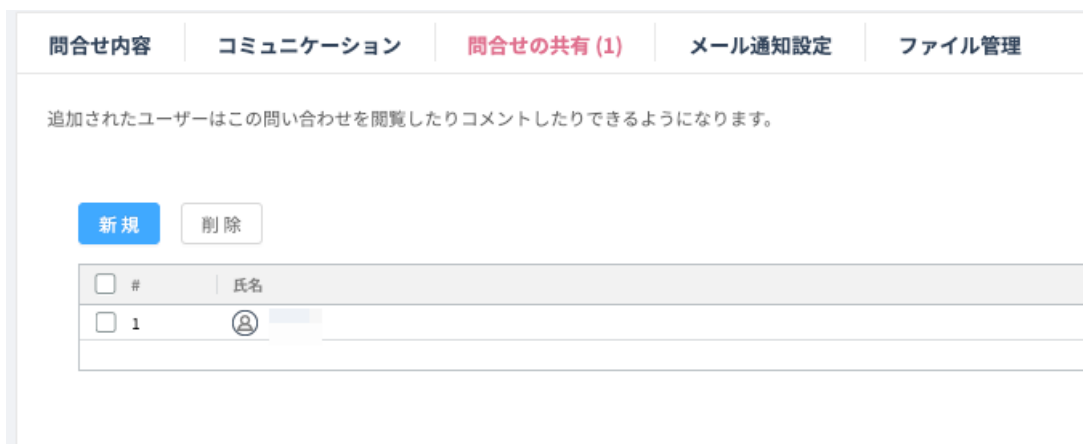 問合せ内容 コミュニケーション 問合せの共有 (1) メール通知設定 ファイル管理
追加されたユーザーはこの問い合わせを閲覧したりコメントしたりできるようになります。
新規 削除
# 氏名
1